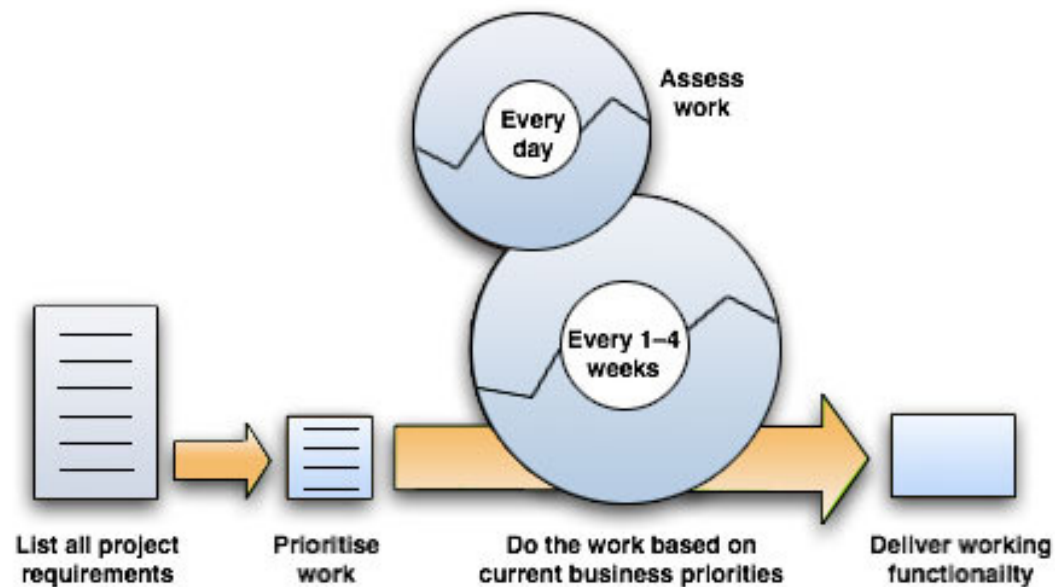 Assess
work
Every
day
Every 1–4
weeks
List all project
requirements
Prioritise
work
Do the work based on
current business priorities
Deliver working
functionailty